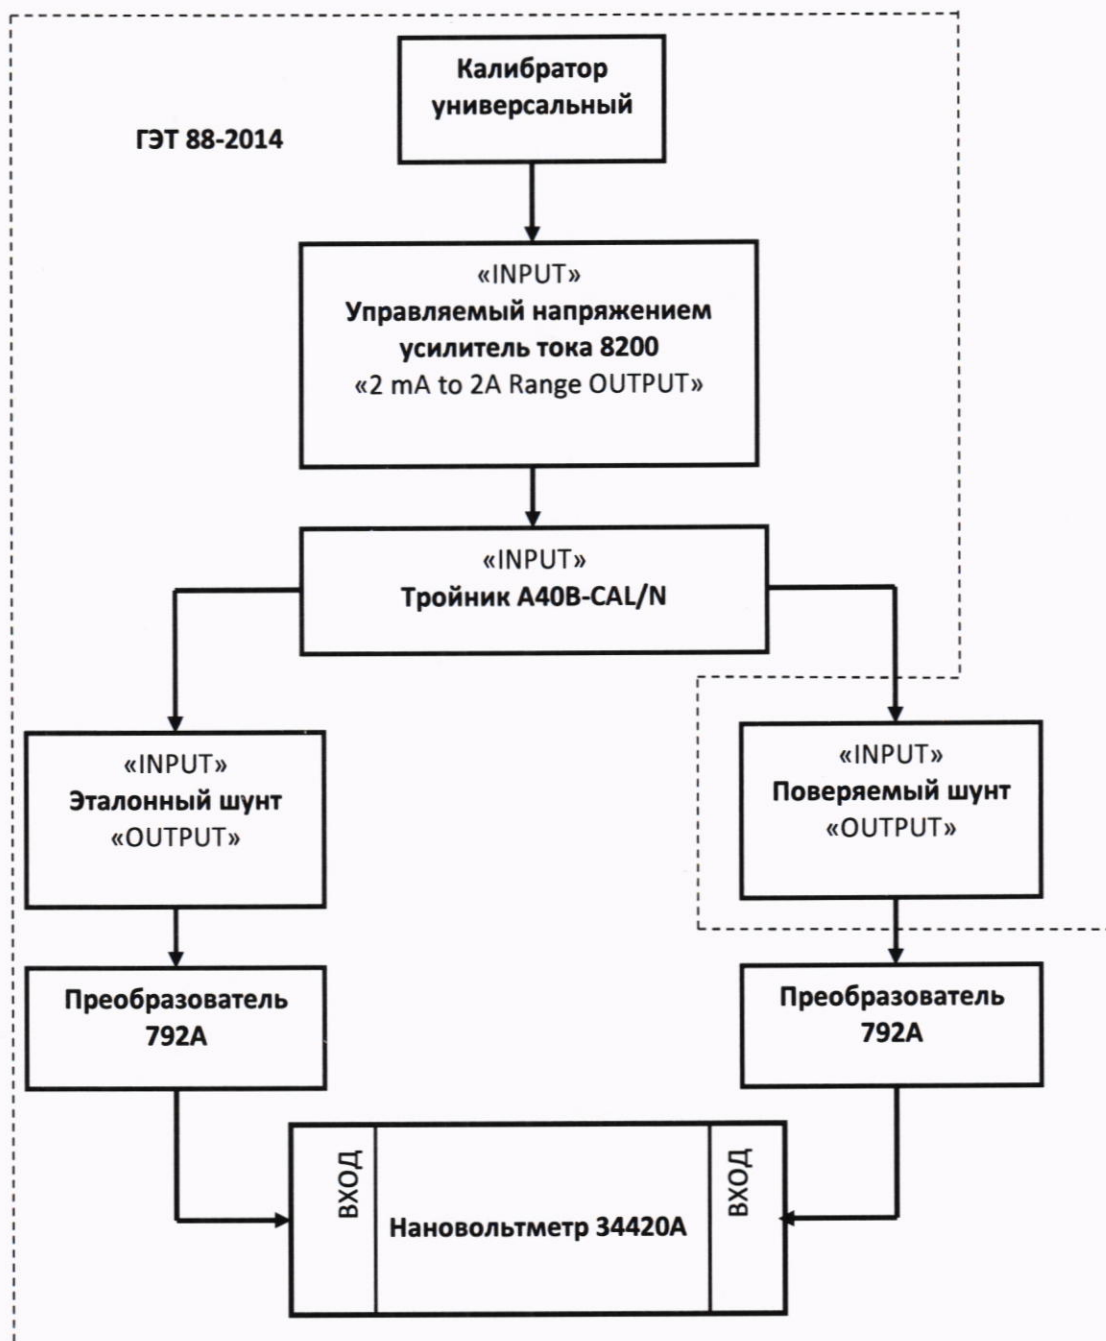 Калибратор
универсальный
ГЭТ 88-2014
«INPUT»
Управляемый напряжением
усилитель тока 8200
«2 mA to 2A Range OUTPUT»
«INPUT»
Тройник A40B-CAL/N
«INPUT»
Эталонный шунт
«OUTPUT»
«INPUT»
Поверяемый шунт
«OUTPUT»
Преобразователь
792A
Преобразователь
792A
ВХОД
Нановольтметр 34420A
ВХОД